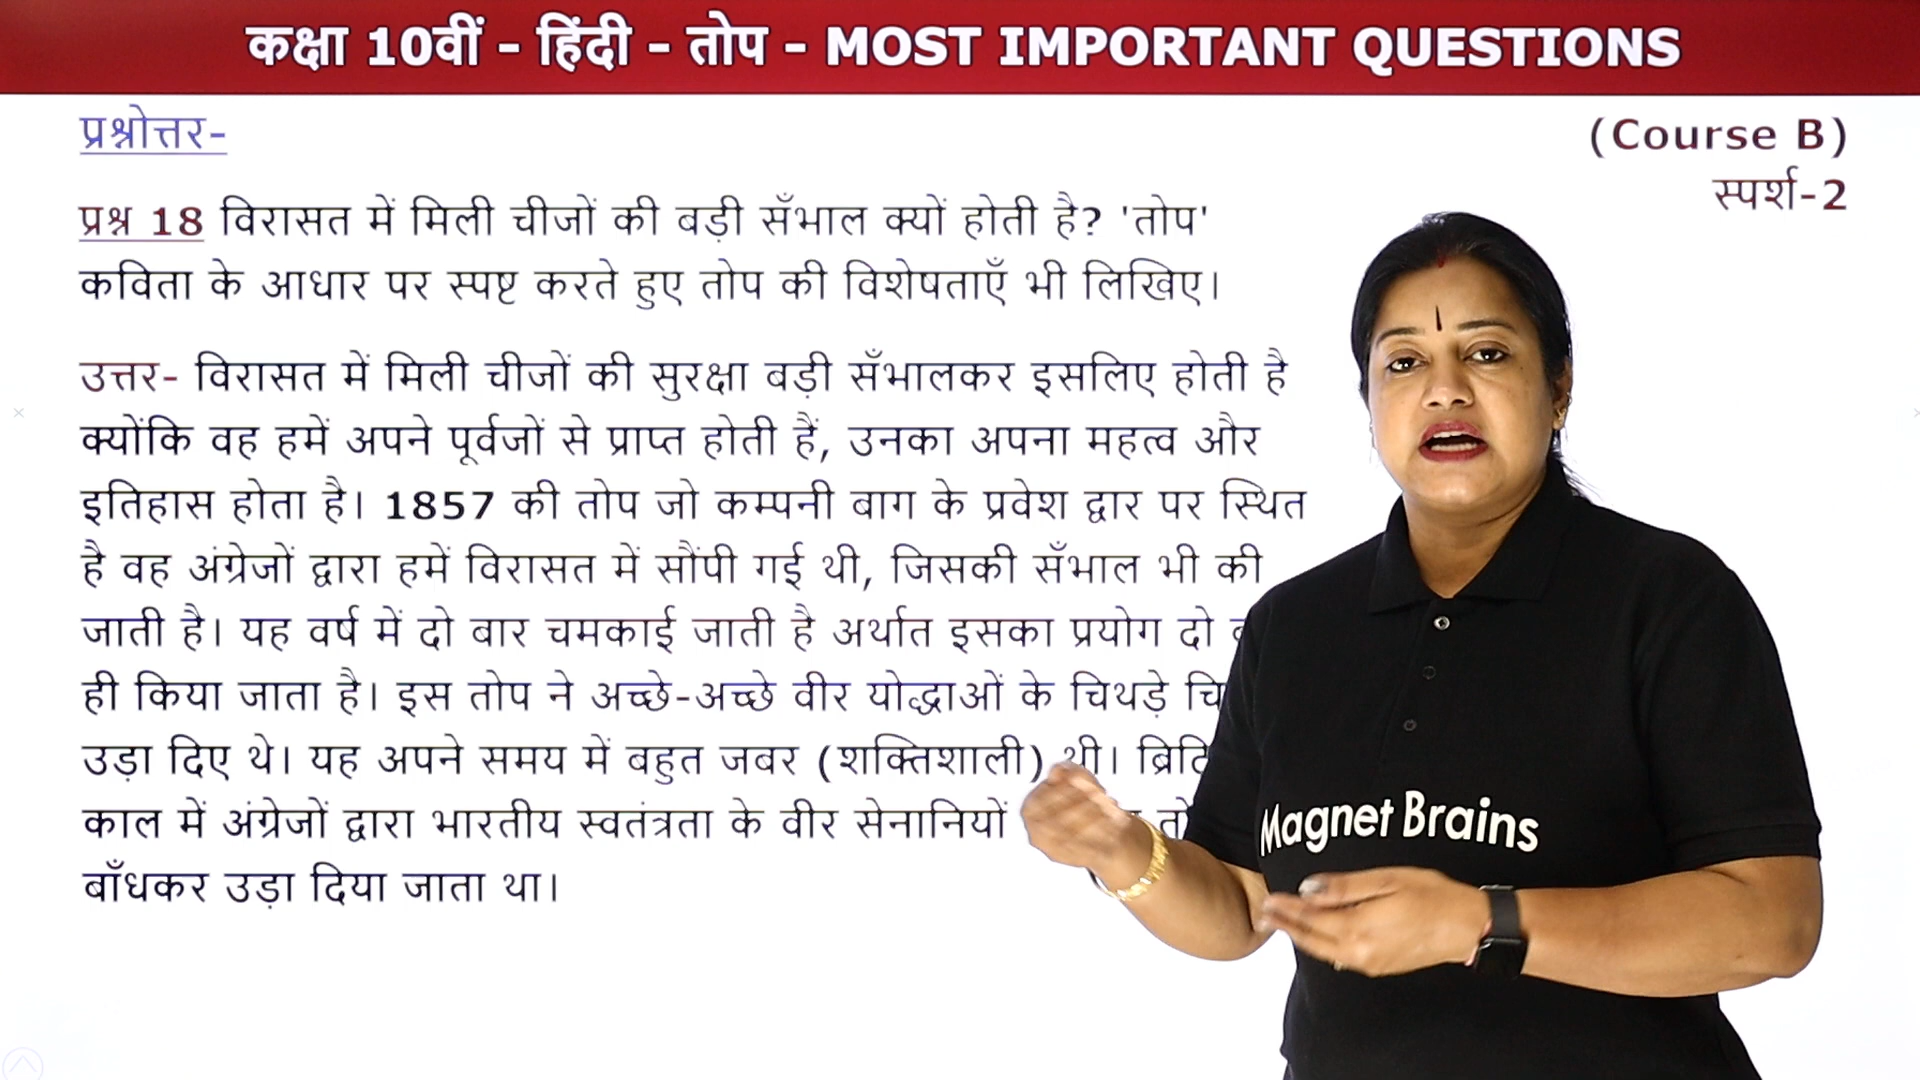 कक्षा 10वीं - हिंदी - तोप - MOST IMPORTANT QUESTIONS
प्रश्नोत्तर-
(Course B)
स्पर्श-2
प्रश्न 18 विरासत में मिली चीजों की बड़ी सँभाल क्यों होती है? 'तोप'
कविता के आधार पर स्पष्ट करते हुए तोप की विशेषताएँ भी लिखिए।
उत्तर- विरासत में मिली चीजों की सुरक्षा बड़ी सँभालकर इसलिए होती है
क्योंकि वह हमें अपने पूर्वजों से प्राप्त होती हैं, उनका अपना महत्व और
इतिहास होता है। 1857 की तोप जो कम्पनी बाग के प्रवेश द्वार पर स्थित
है वह अंग्रेजों द्वारा हमें विरासत में सौंपी गई थी, जिसकी सँभाल भी की
जाती है। यह वर्ष में दो बार चमकाई जाती है अर्थात इसका प्रयोग दो
ही किया जाता है। इस तोप ने अच्छे-अच्छे वीर योद्धाओं के चिथड़े
उड़ा दिए थे। यह अपने समय में बहुत जबर (शक्तिशाली) थी।
काल में अंग्रेजों द्वारा भारतीय स्वतंत्रता के वीर सेनानियों
बाँधकर उड़ा दिया जाता था।
Magnet Brains